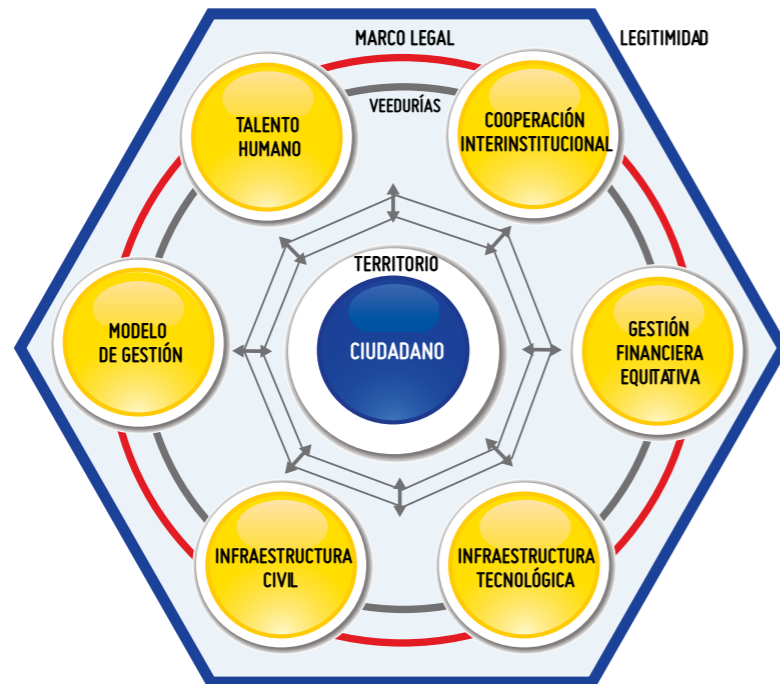 MARCO LEGAL
LEGITIMIDAD
VEEDURÍAS
TALENTO
HUMANO
COOPERACIÓN
INTERINSTITUCIONAL
TERRITORIO
CIUDADANO
MODELO
DE GESTIÓN
GESTIÓN
FINANCIERA
EQUITATIVA
INFRAESTRUCTURA
CIVIL
INFRAESTRUCTURA
TECNOLÓGICA